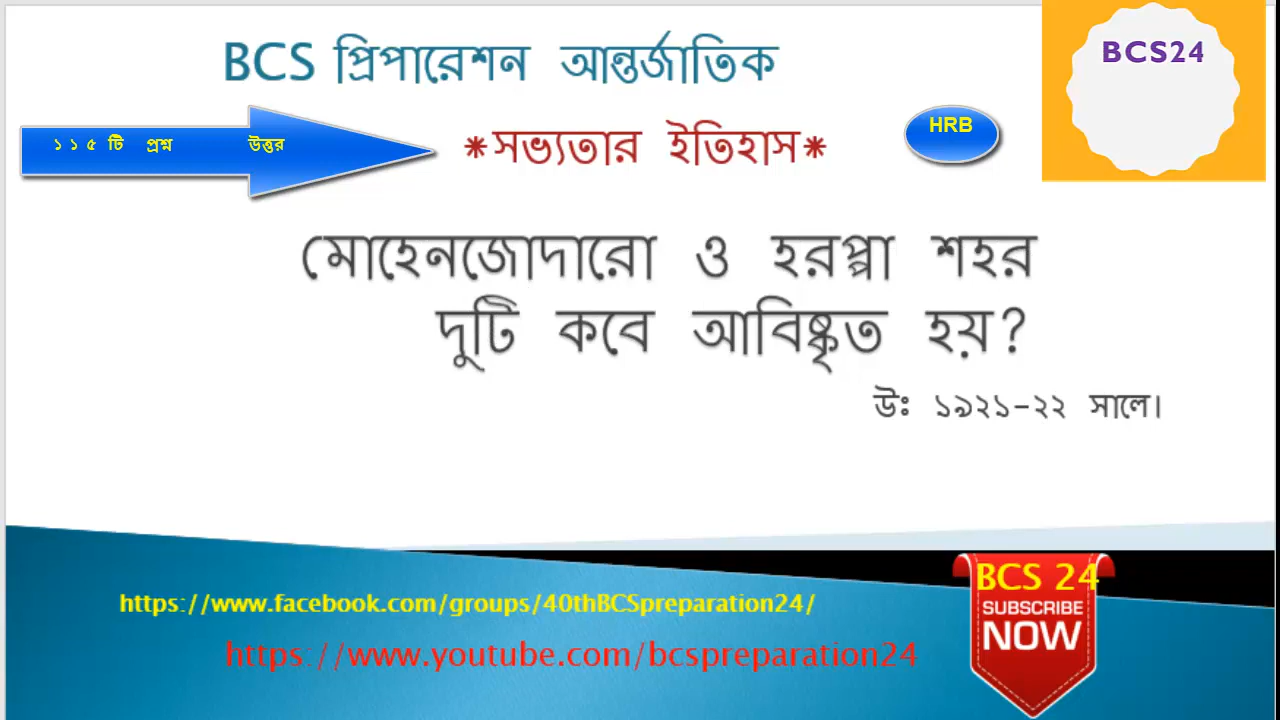 BCS প্রিপারেশন আন্তর্জাতিক
BCS24
১১৫ টি প্রশ্ন উত্তর
*সভ্যতার ইতিহাস*
HRB
মোহেনজোদারো ও হরপ্পা শহর
দুটি কবে আবিষ্কৃত হয়?
উঃ ১৯২১-২২ সালে।
BCS 24
https://www.facebook.com/groups/40thBCSpreparation24/
SUBSCRIBE
NOW
https://www.youtube.com/bcspreparation24